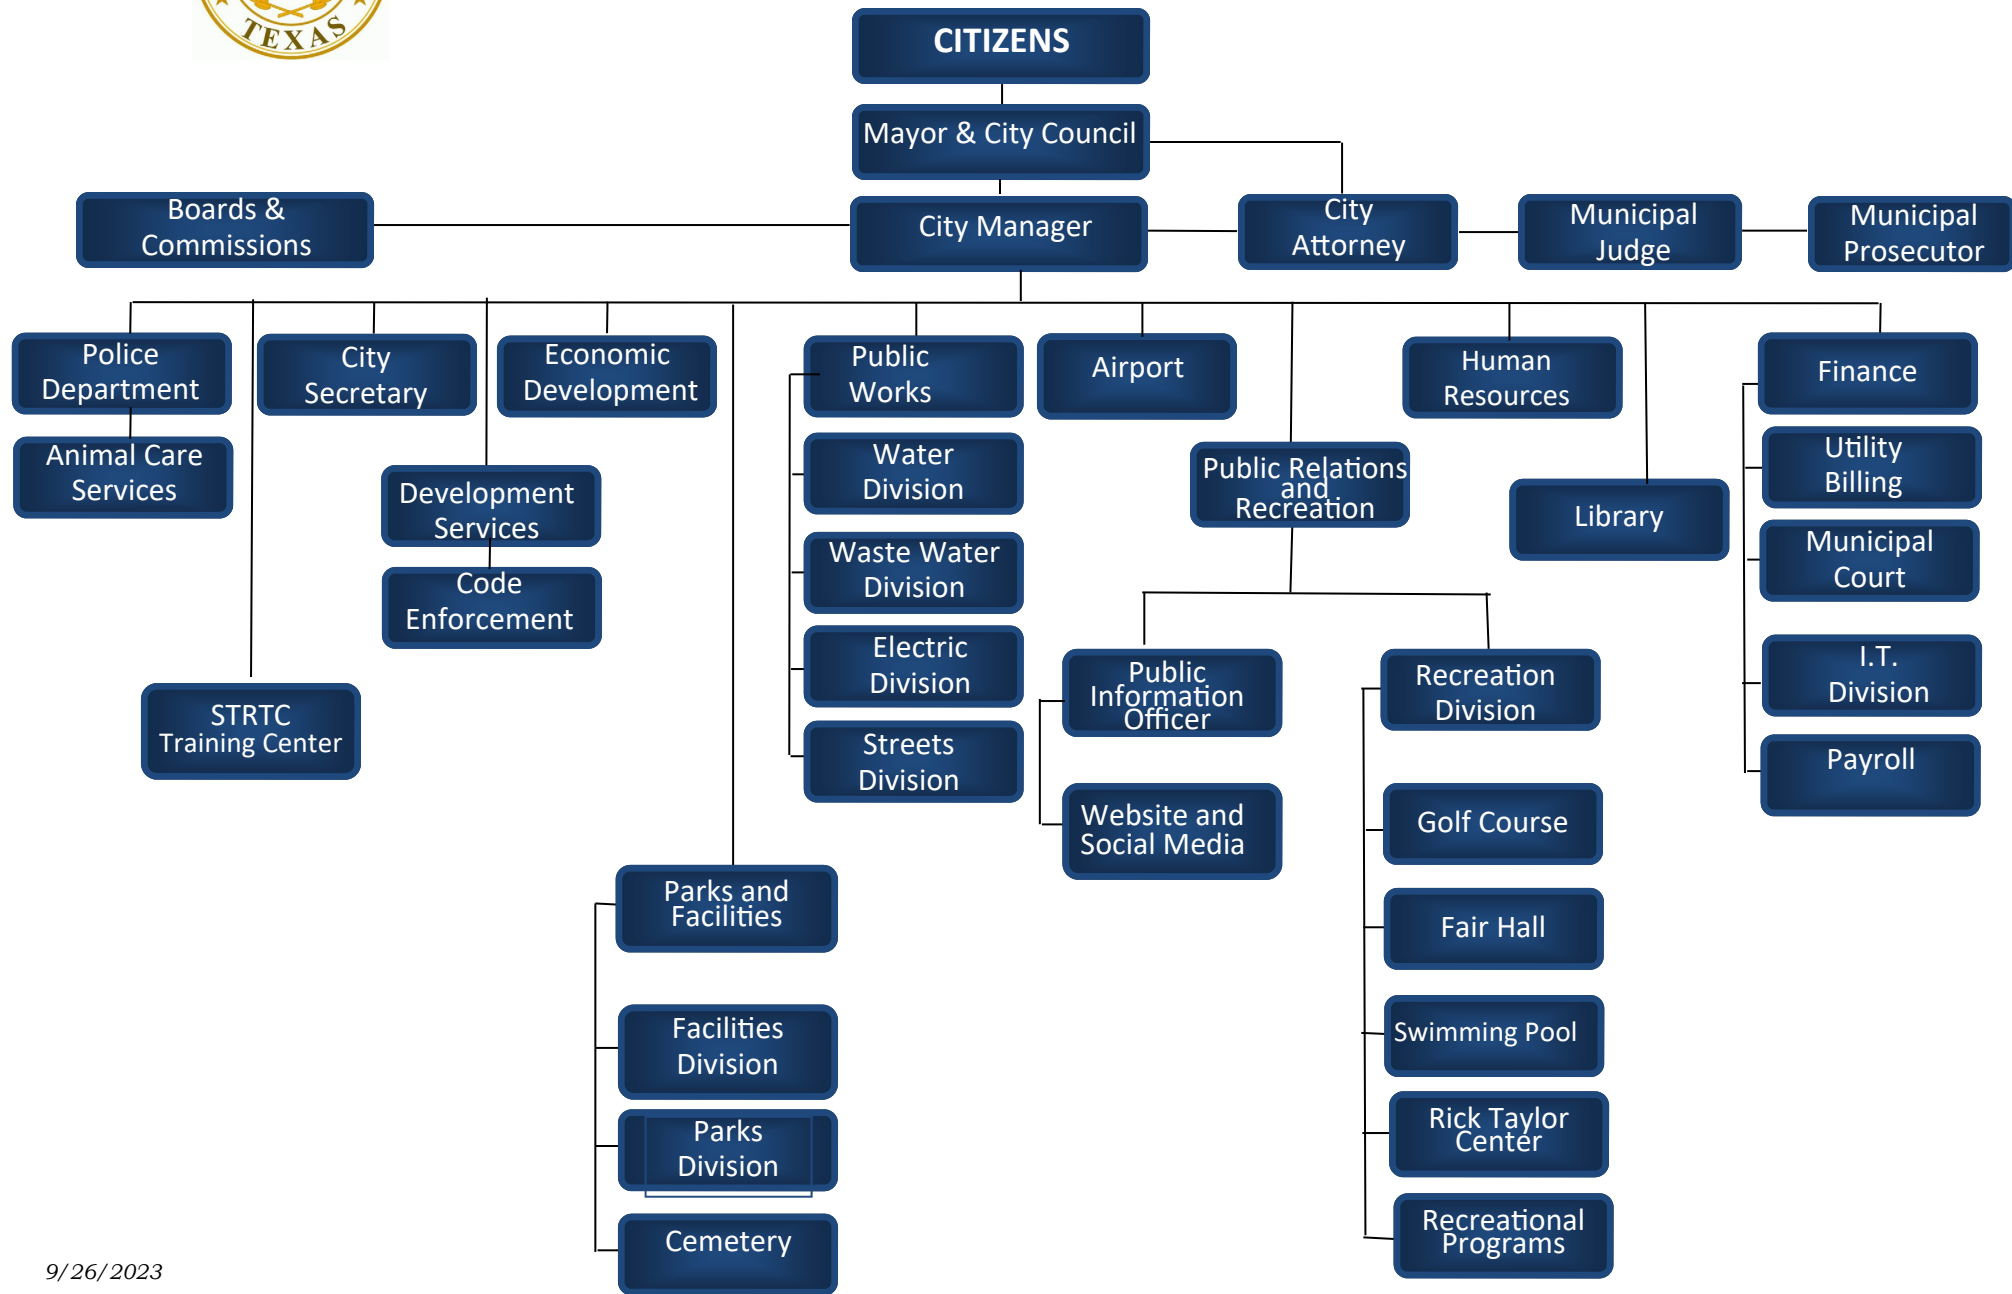 TEXAS
CITIZENS
Mayor & City Council
Boards &
Commissions
City Manager
City
Attorney
Municipal
Judge
Municipal
Prosecutor
Police
Department
City
Secretary
Economic
Development
Public
Works
Airport
Human
Resources
Finance
Animal Care
Services
Development
Services
Water
Division
Public Relations
and
Recreation
Library
Utility
Billing
Code
Enforcement
Waste Water
Division
Municipal
Court
Electric
Division
I.T.
Division
STRTC
Training Center
Streets
Division
Public
Information
Officer
Recreation
Division
Payroll
Website and
Social Media
Golf Course
Parks and
Facilities
Fair Hall
Facilities
Division
Swimming Pool
Parks
Division
Rick Taylor
Center
Cemetery
Recreational
Programs
9/26/2023